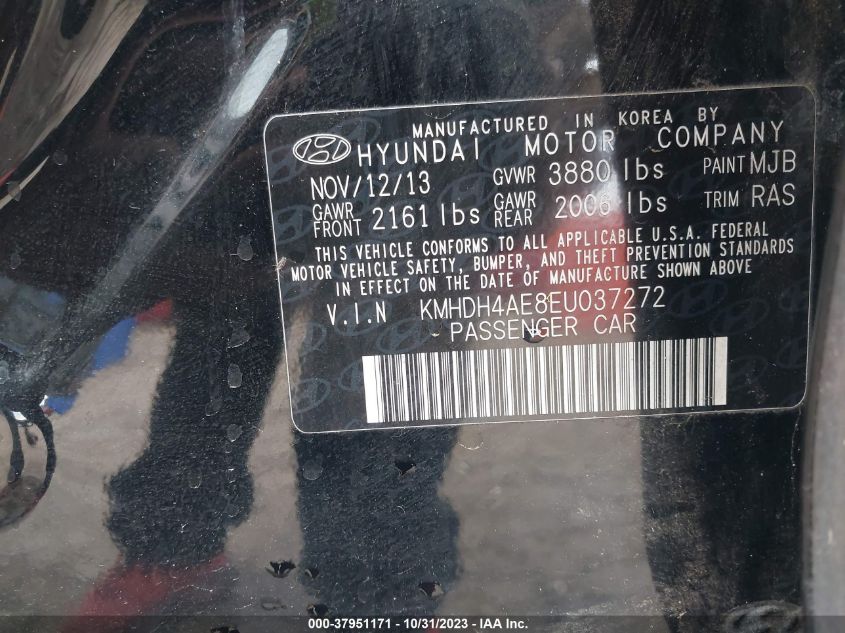 MANUFACTURED IN KOREA BY
HYUNDAI MOTOR COMPANY
NOV/12/13 GVWR 3880 lbs PAINT MJB
GAWR FRONT 2161 lbs GAWR REAR 2006 lbs TRIM RAS
THIS VEHICLE CONFORMS TO ALL APPLICABLE U.S.A. FEDERAL
MOTOR VEHICLE SAFETY, BUMPER, AND THEFT PREVENTION STANDARDS
IN EFFECT ON THE DATE OF MANUFACTURE SHOWN ABOVE
V.I.N KMHDH4AE8EU037272
PASSENGER CAR
000-37951171 - 10/31/2023 - IAA Inc.